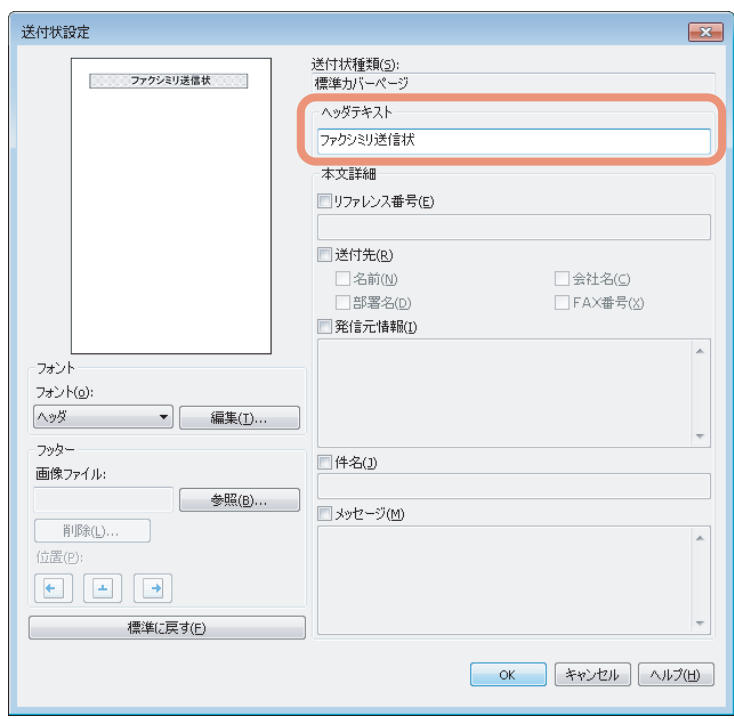 送付状設定
ファクシミリ送信状
送付状種類(S):
標準カバーページ
ヘッダテキスト
ファクシミリ送信状
本文詳細
リファレンス番号(E)
送付先(R)
名前(N)
会社名(C)
部署名(D)
FAX番号(X)
発信元情報(I)
フォント
フォント(o):
ヘッダ
編集(T)...
フッター
画像ファイル:
参照(B)...
削除(L)...
位置(P):
標準に戻す(F)
件名(J)
メッセージ(M)
OK
キャンセル
ヘルプ(H)